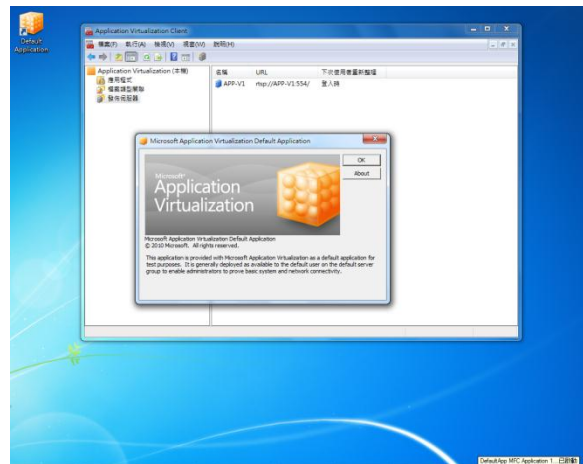 Default
Application
Application Virtualization Client
檔案(F) 執行(A) 檢視(V) 視窗(W) 說明(H)
Application Virtualization (本機)
應用程式
檔案類型關聯
發佈伺服器
名稱 URL 下次使用者重新整理
APP-V1 rtsp://APP-V1:554/ 登入時
Microsoft Application Virtualization Default Application
OK
About
Microsoft
Application
Virtualization
Microsoft Application Virtualization Default Application
© 2010 Microsoft. All rights reserved.
This application is provided with Microsoft Application Virtualization as a default application for
test purposes. It is generally deployed as available to the default user on the default server
group to enable administrators to prove basic system and network connectivity.
DefaultApp MFC Application 1...已啟動